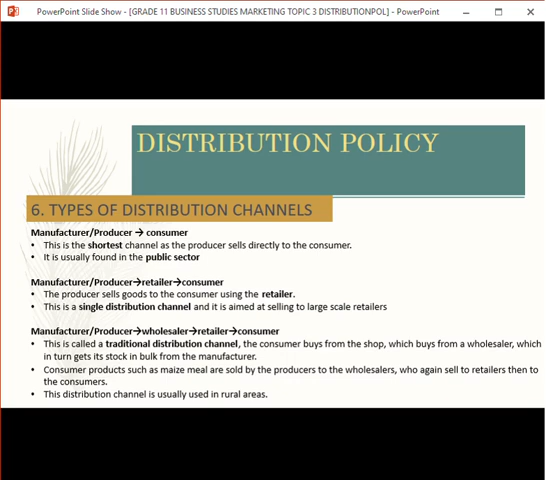 PowerPoint Slide Show - [GRADE 11 BUSINESS STUDIES MARKETING TOPIC 3 DISTRIBUTIONPOL] - PowerPoint
DISTRIBUTION POLICY
6. TYPES OF DISTRIBUTION CHANNELS
Manufacturer/Producer → consumer
• This is the shortest channel as the producer sells directly to the consumer.
• It is usually found in the public sector
Manufacturer/Producer→retailer→consumer
• The producer sells goods to the consumer using the retailer.
• This is a single distribution channel and it is aimed at selling to large scale retailers
Manufacturer/Producer→wholesaler→retailer→consumer
• This is called a traditional distribution channel, the consumer buys from the shop, which buys from a wholesaler, which
in turn gets its stock in bulk from the manufacturer.
• Consumer products such as maize meal are sold by the producers to the wholesalers, who again sell to retailers then to
the consumers.
• This distribution channel is usually used in rural areas.